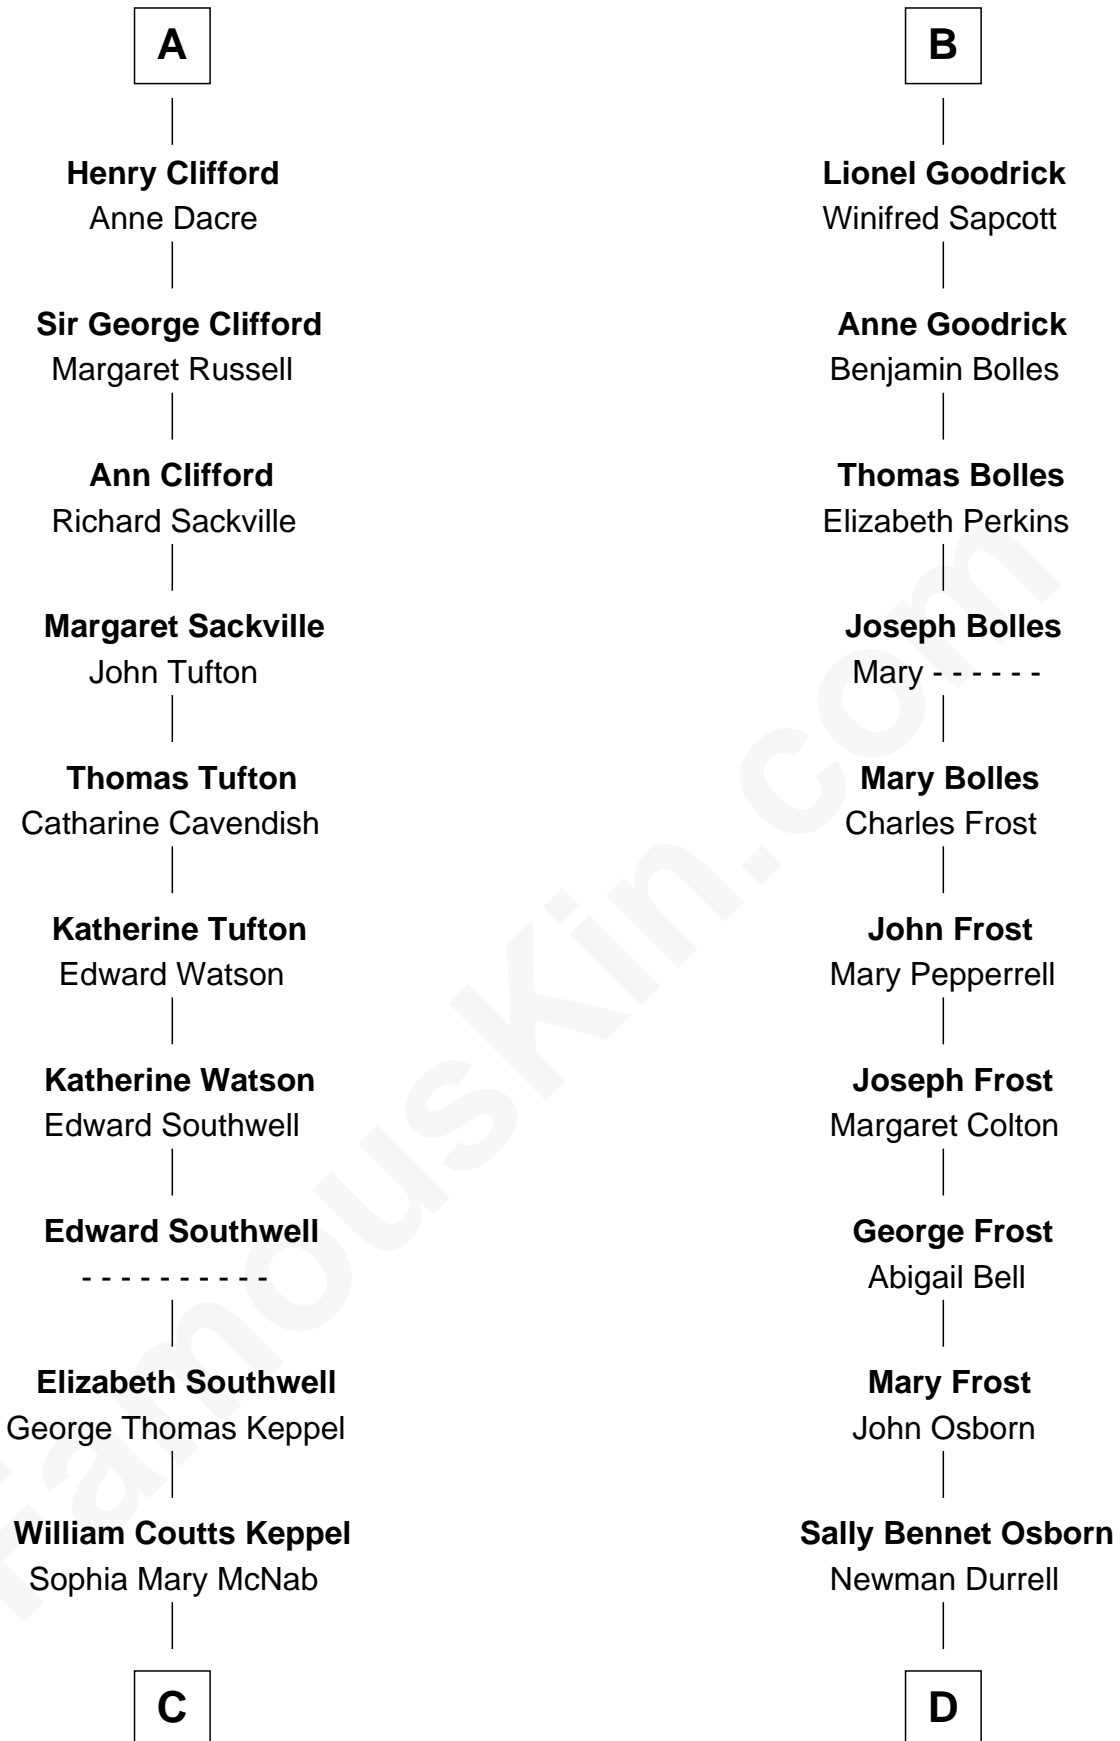 A
Henry Clifford
Anne Dacre
Sir George Clifford
Margaret Russell
Ann Clifford
Richard Sackville
Margaret Sackville
John Tufton
Thomas Tufton
Catharine Cavendish
Katherine Tufton
Edward Watson
Katherine Watson
Edward Southwell
Edward Southwell
- - - - - - - - - -
Elizabeth Southwell
George Thomas Keppel
William Coutts Keppel
Sophia Mary McNab
C
B
Lionel Goodrick
Winifred Sapcott
Anne Goodrick
Benjamin Bolles
Thomas Bolles
Elizabeth Perkins
Joseph Bolles
Mary - - - - - -
Mary Bolles
Charles Frost
John Frost
Mary Pepperrell
Joseph Frost
Margaret Colton
George Frost
Abigail Bell
Mary Frost
John Osborn
Sally Bennet Osborn
Newman Durrell
D
FamousKin.com